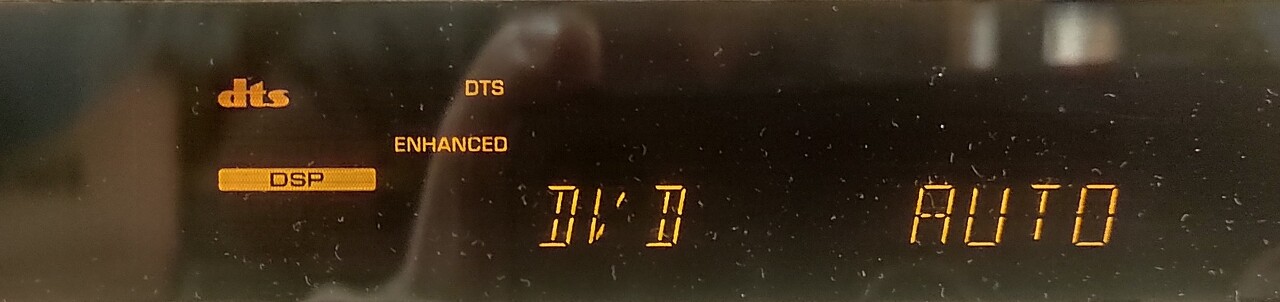 dts
DTS
ENHANCED
DSP
DVD AUTO